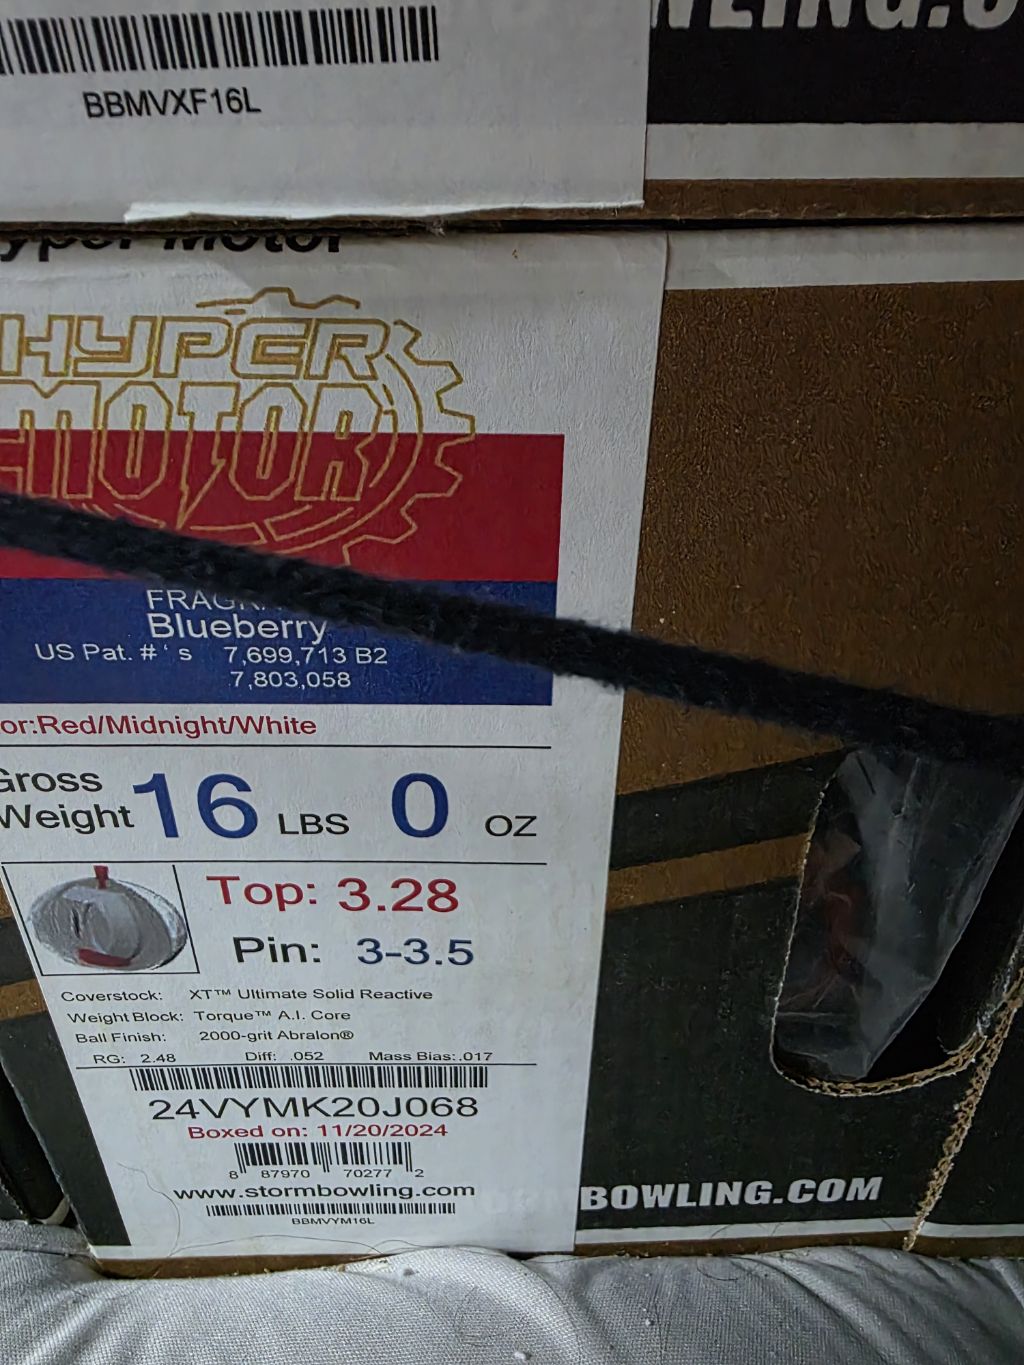 BBMVXF16L
yper Motor
HYPER
MOTOR
Blueberry
US Pat. #'s 7,699,713 B2
7,803,058
or:Red/Midnight/White
Gross
Weight 16 LBS 0 OZ
Top: 3.28
Pin: 3-3.5
Coverstock: XT™ Ultimate Solid Reactive
Weight Block: Torque™ A.I. Core
Ball Finish: 2000-grit Abralon®
RG: 2.48 Diff: .052 Mass Bias: .017
24VYMK20J068
Boxed on: 11/20/2024
8 87970 70277 2
www.stormbowling.com
BBMVYM16L
BOWLING.COM